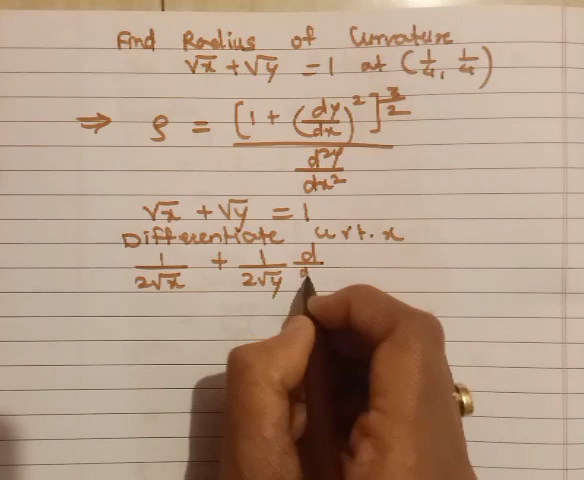 Find Radius of Curvature
√x + √y = 1 at (1/4, 1/4)
⇒ ρ = [1 + (dy/dx)²]^(3/2) / (d²y/dx²)
√x + √y = 1
Differentiate w.r.t. x
1/(2√x) + 1/(2√y) d